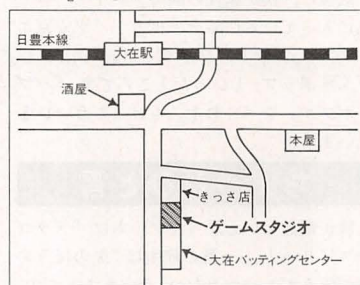 日豊本線
大在駅
酒屋
本屋
きっさ店
ゲームスタジオ
大在バッティングセンター